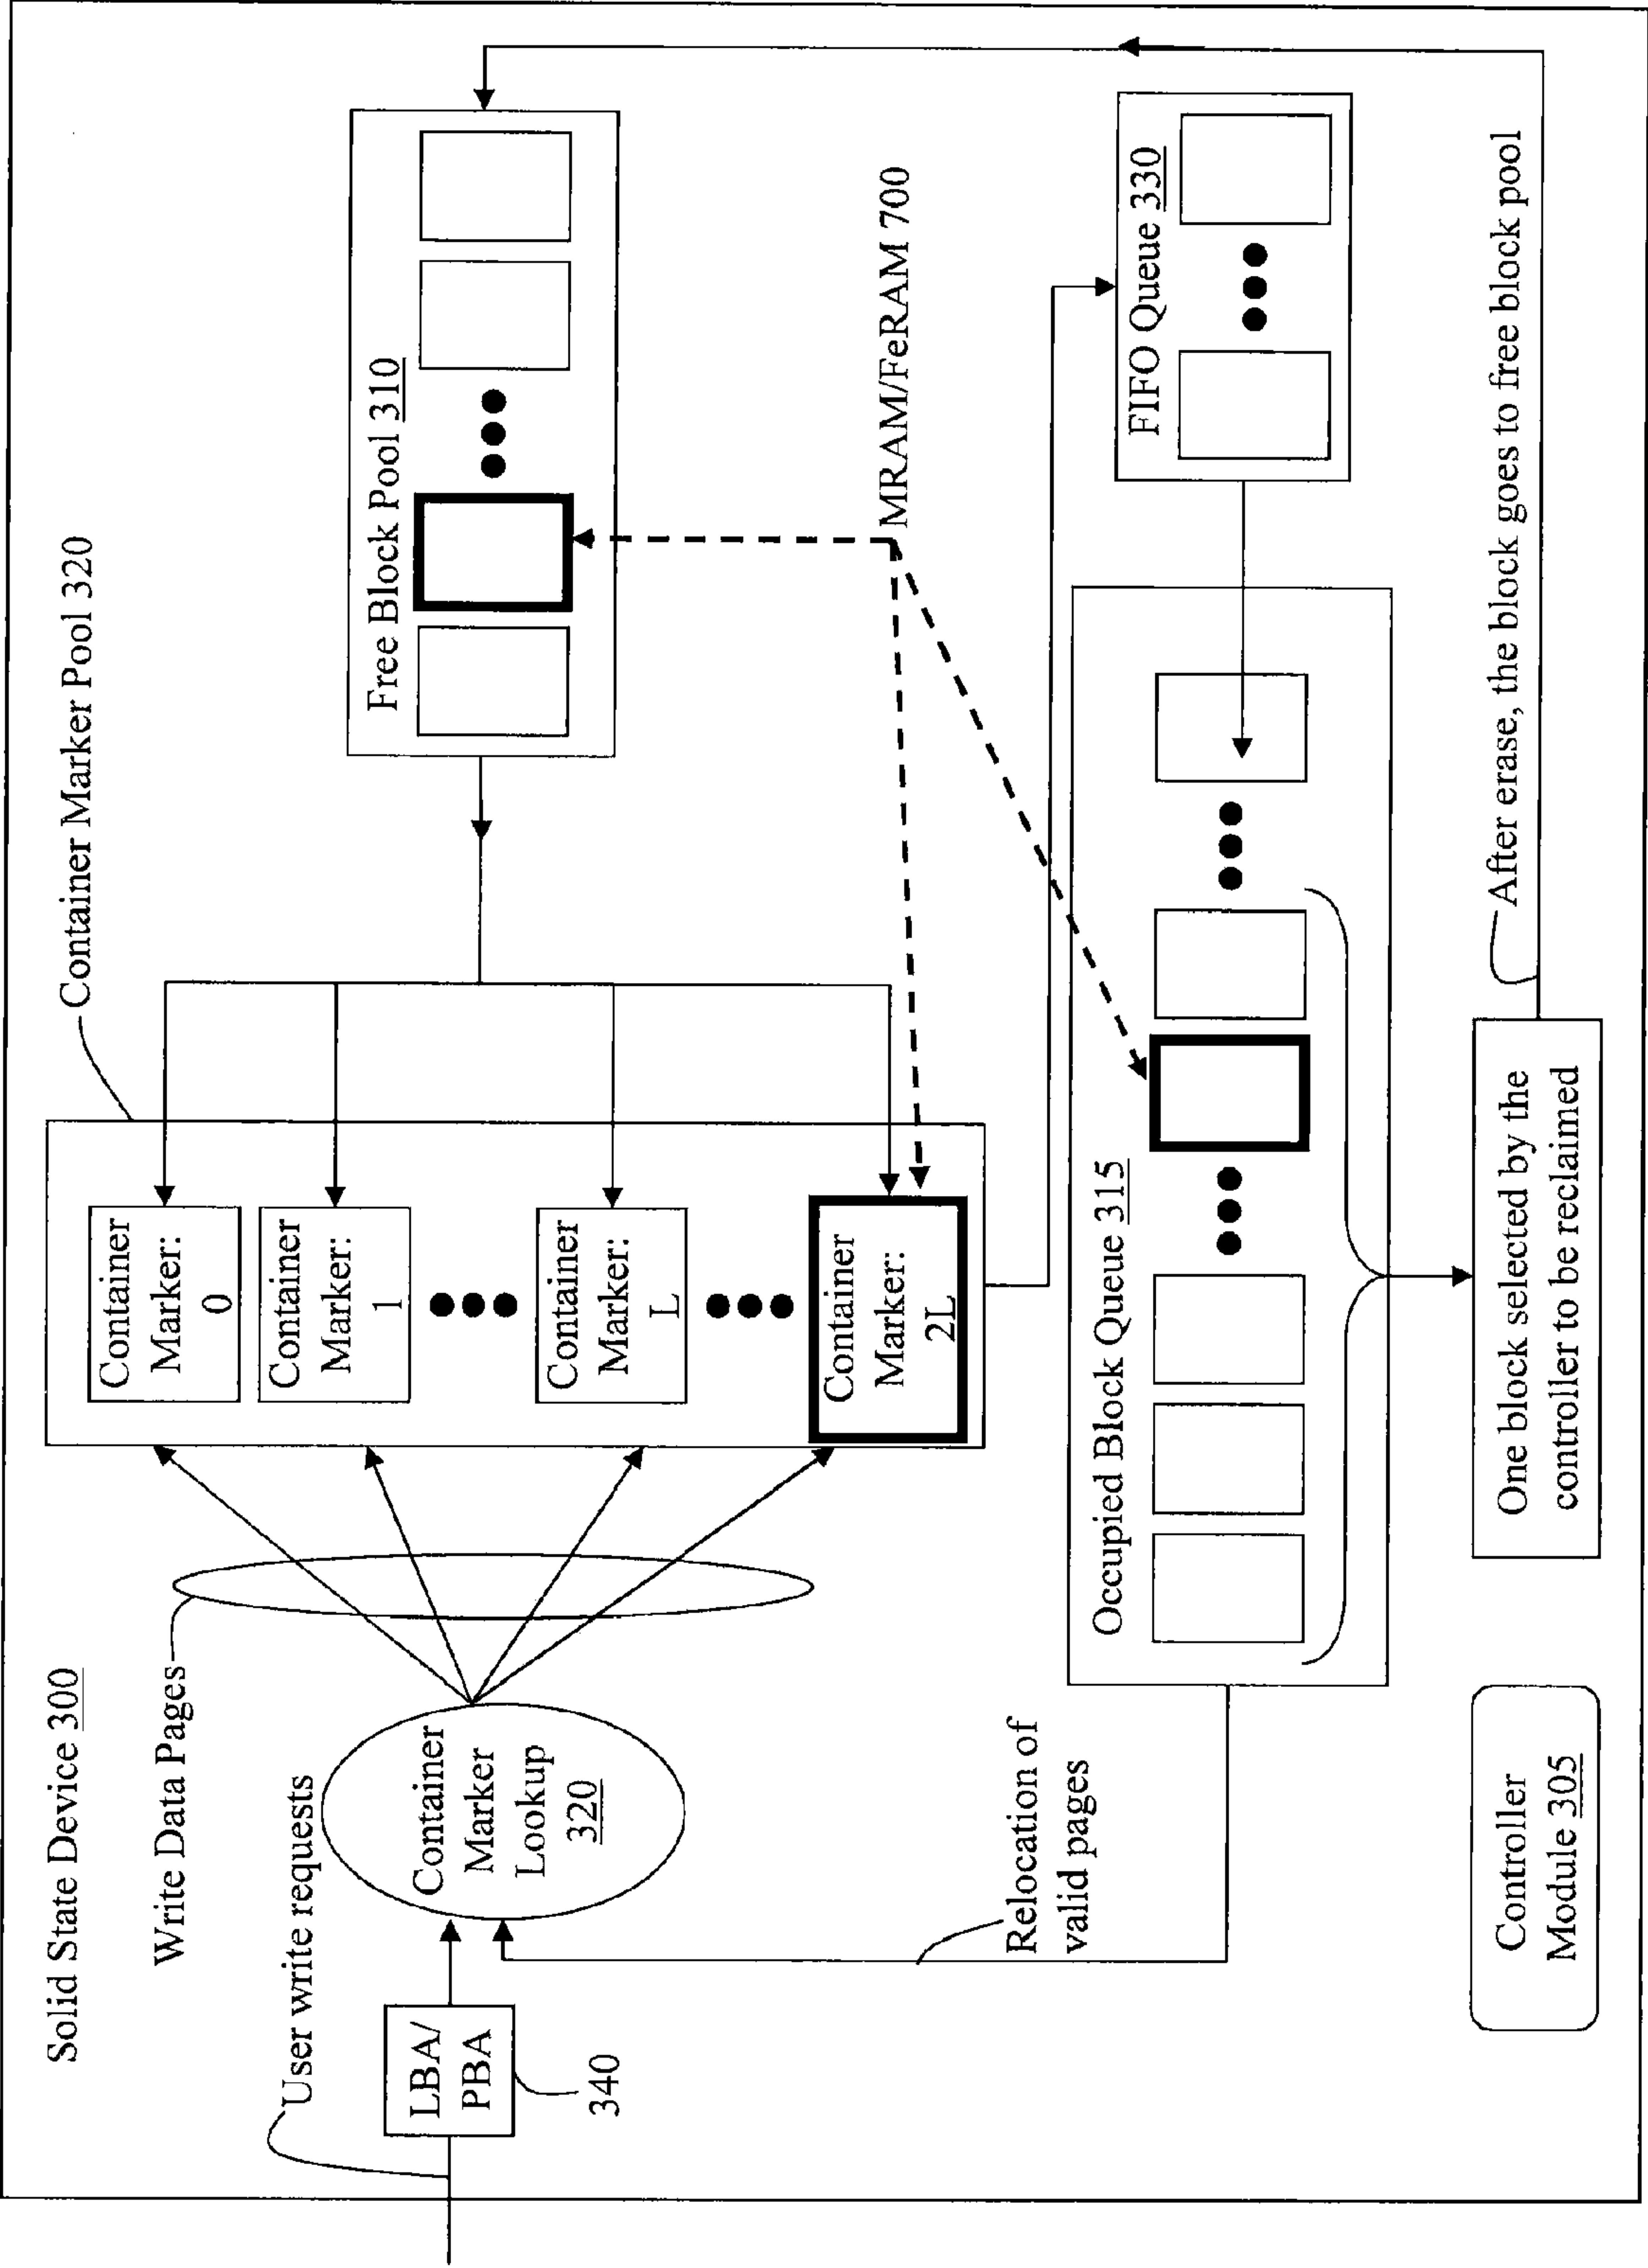 Solid State Device 300
Container Marker Pool 320
Write Data Pages
User write requests
LBA/
PBA
340
Container
Marker
Lookup
320
Container
Marker:
0
Container
Marker:
1
Container
Marker:
L
Container
Marker:
2L
Free Block Pool 310
MRAM/FeRAM 700
Relocation of
valid pages
Occupied Block Queue 315
FIFO Queue 330
Controller
Module 305
One block selected by the
controller to be reclaimed
After erase, the block goes to free block pool